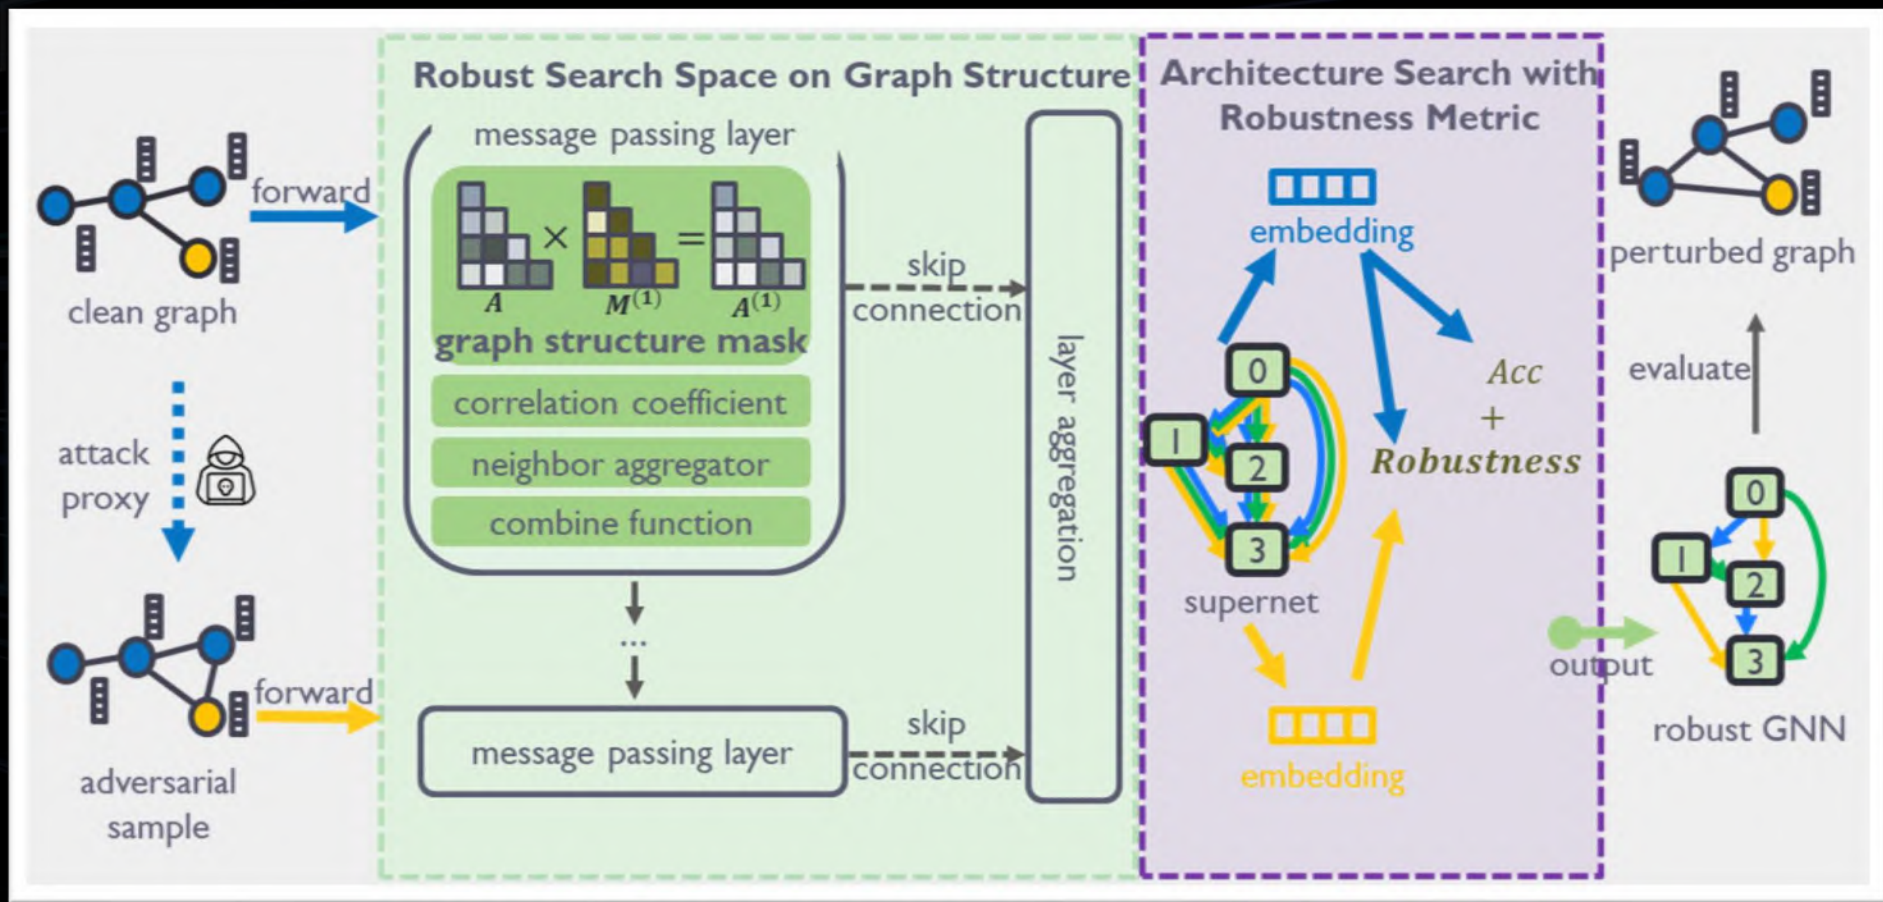 clean graph
forward
attack
proxy
adversarial
sample
forward
Robust Search Space on Graph Structure
message passing layer
A × M(1) = A(1)
graph structure mask
correlation coefficient
neighbor aggregator
combine function
...
message passing layer
skip
connection
skip
connection
layer aggregation
Architecture Search with
Robustness Metric
embedding
0
1
2
3
supernet
Acc
+
Robustness
embedding
output
perturbed graph
evaluate
0
1
2
3
robust GNN